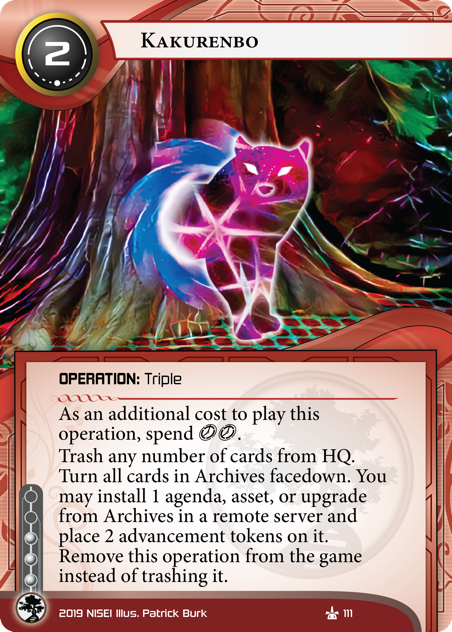 2
Kakurenbo
OPERATION: Triple
As an additional cost to play this
operation, spend .
Trash any number of cards from HQ.
Turn all cards in Archives facedown. You
may install 1 agenda, asset, or upgrade
from Archives in a remote server and
place 2 advancement tokens on it.
Remove this operation from the game
instead of trashing it.
2019 NISEI Illus. Patrick Burk
111